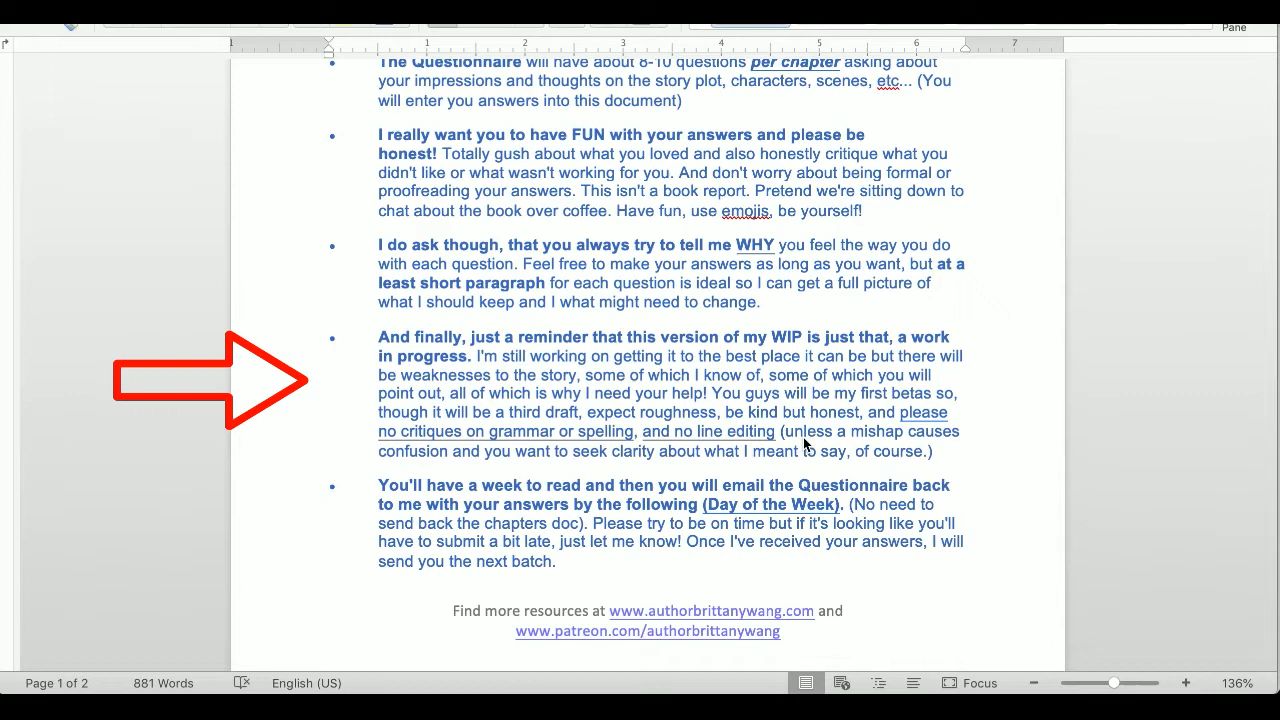 Pane
1 1 2 3 4 5 6 7
• The Questionnaire will have about 8-10 questions per chapter asking about
your impressions and thoughts on the story plot, characters, scenes, etc... (You
will enter you answers into this document)
• I really want you to have FUN with your answers and please be
honest! Totally gush about what you loved and also honestly critique what you
didn't like or what wasn't working for you. And don't worry about being formal or
proofreading your answers. This isn't a book report. Pretend we're sitting down to
chat about the book over coffee. Have fun, use emojis, be yourself!
• I do ask though, that you always try to tell me WHY you feel the way you do
with each question. Feel free to make your answers as long as you want, but at a
least short paragraph for each question is ideal so I can get a full picture of
what I should keep and I what might need to change.
• And finally, just a reminder that this version of my WIP is just that, a work
in progress. I'm still working on getting it to the best place it can be but there will
be weaknesses to the story, some of which I know of, some of which you will
point out, all of which is why I need your help! You guys will be my first betas so,
though it will be a third draft, expect roughness, be kind but honest, and please
no critiques on grammar or spelling, and no line editing (unless a mishap causes
confusion and you want to seek clarity about what I meant to say, of course.)
• You'll have a week to read and then you will email the Questionnaire back
to me with your answers by the following (Day of the Week). (No need to
send back the chapters doc). Please try to be on time but if it's looking like you'll
have to submit a bit late, just let me know! Once I've received your answers, I will
send you the next batch.
Find more resources at www.authorbrittanywang.com and
www.patreon.com/authorbrittanywang
Page 1 of 2 881 Words English (US) Focus 136%